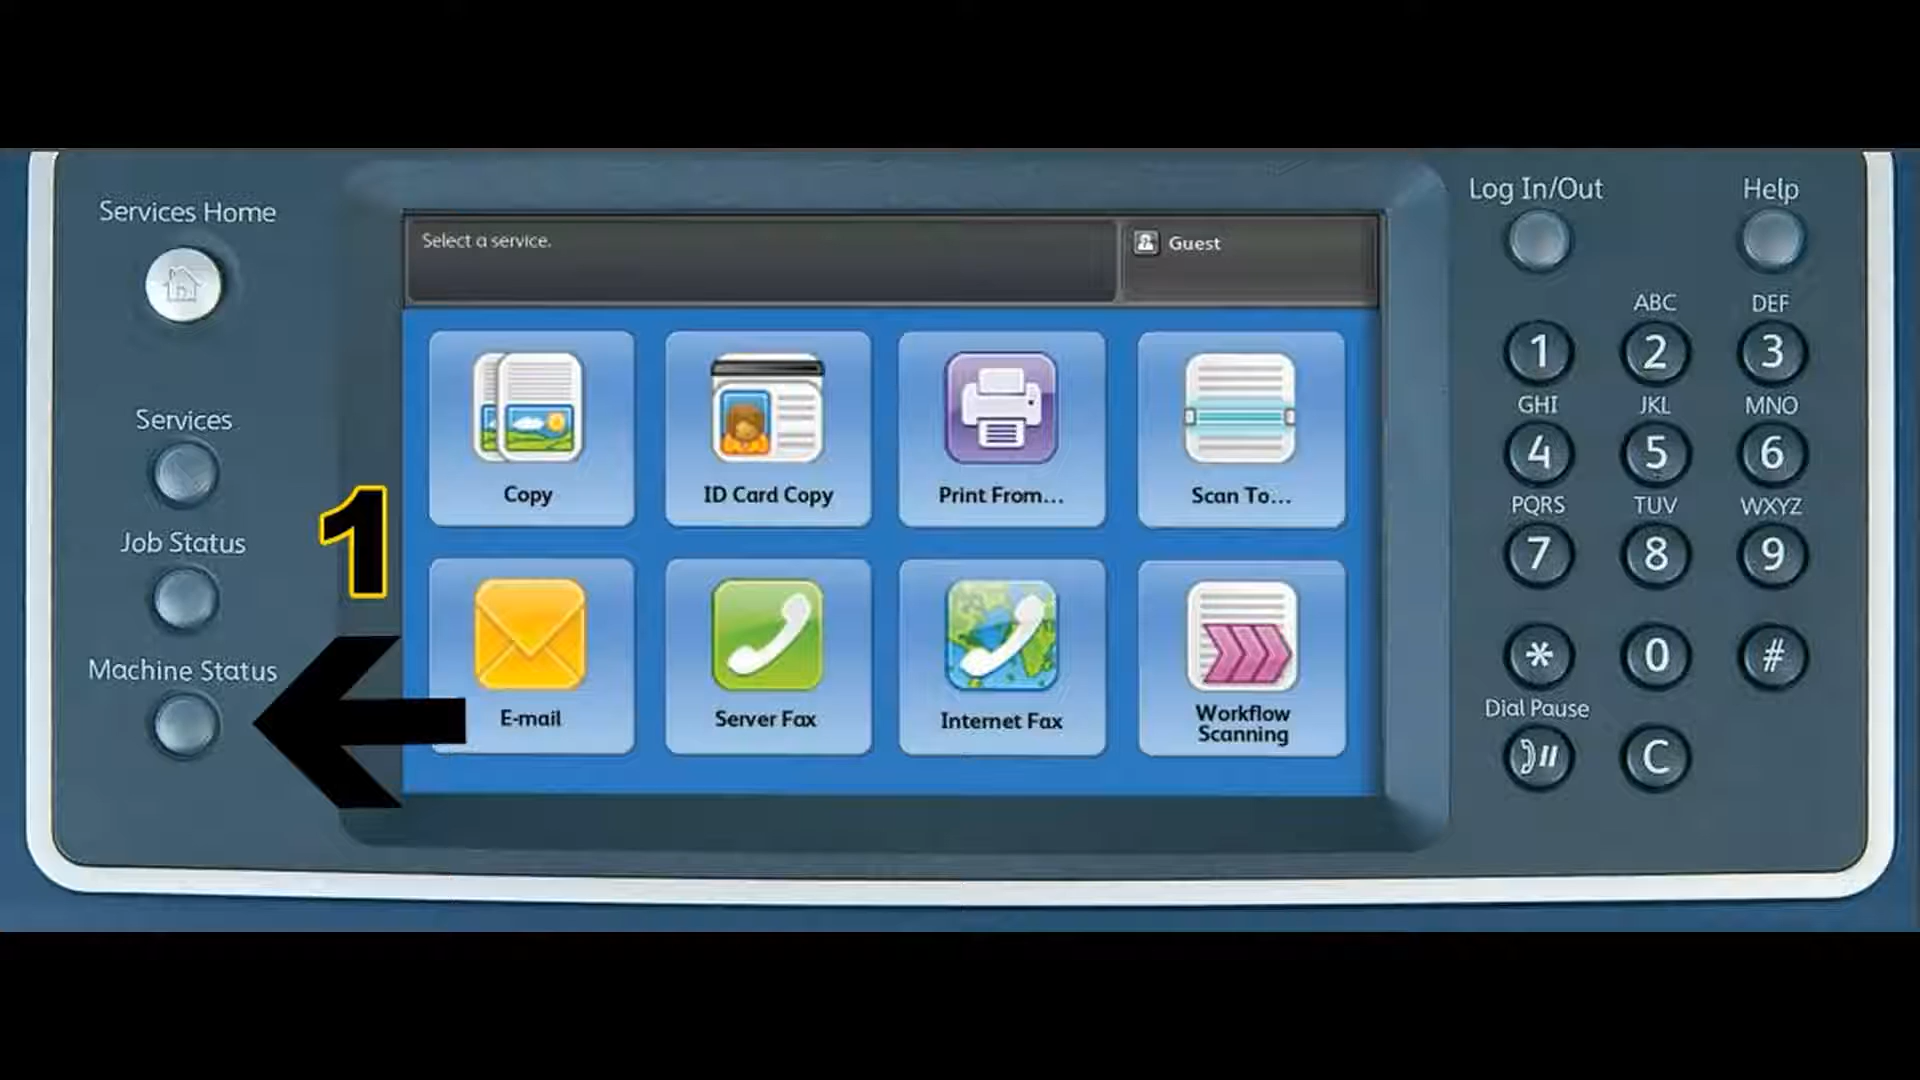 Services Home
Services
Job Status
Machine Status
1
Select a service.
Guest
Copy
ID Card Copy
Print From...
Scan To...
E-mail
Server Fax
Internet Fax
Workflow
Scanning
Log In/Out
Help
ABC
DEF
1
2
3
GHI
JKL
MNO
4
5
6
PQRS
TUV
WXYZ
7
8
9
*
0
#
Dial Pause
C